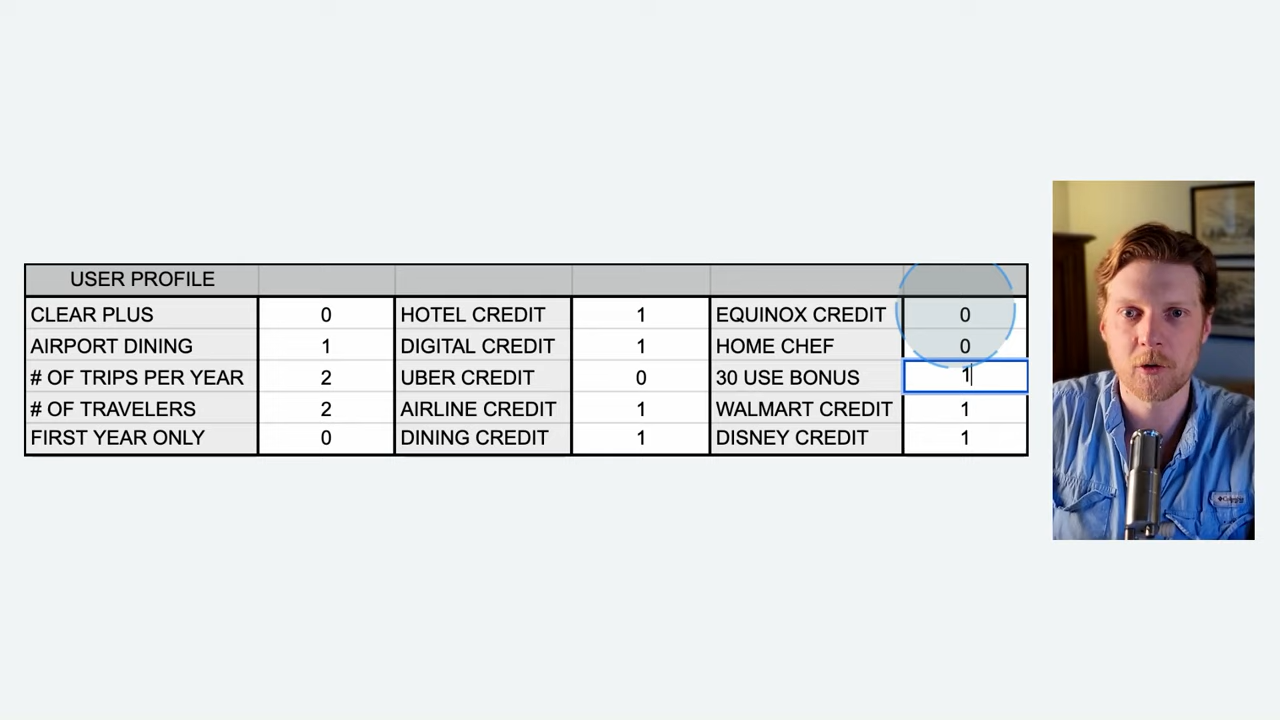 USER PROFILE
CLEAR PLUS 0 HOTEL CREDIT 1 EQUINOX CREDIT 0
AIRPORT DINING 1 DIGITAL CREDIT 1 HOME CHEF 0
# OF TRIPS PER YEAR 2 UBER CREDIT 0 30 USE BONUS 1
# OF TRAVELERS 2 AIRLINE CREDIT 1 WALMART CREDIT 1
FIRST YEAR ONLY 0 DINING CREDIT 1 DISNEY CREDIT 1
Columbia